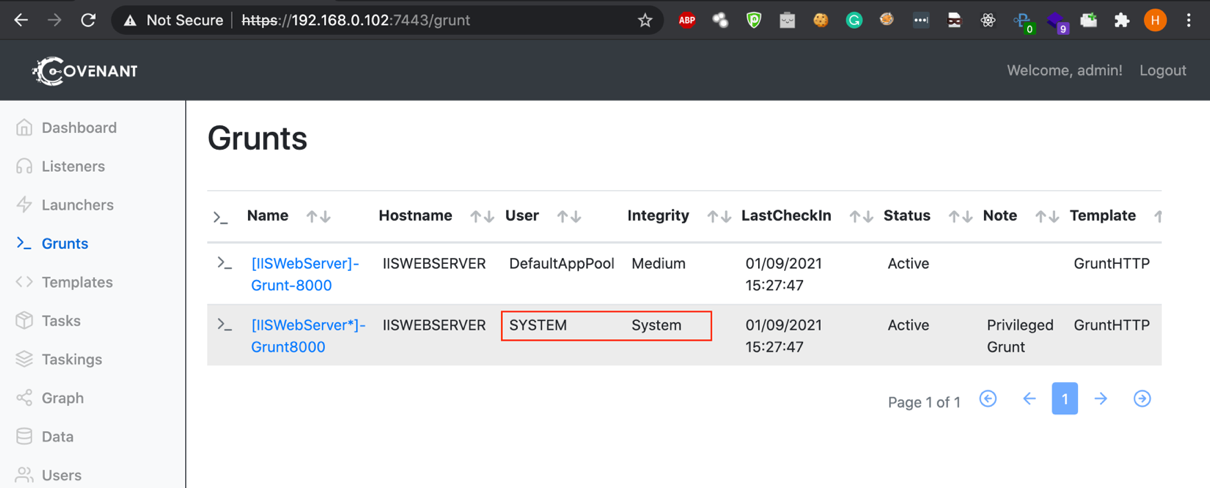 Not Secure https://192.168.0.102:7443/grunt ABP 0 9 H
COVENANT Welcome, admin! Logout
Dashboard
Listeners
Launchers
Grunts
Templates
Tasks
Taskings
Graph
Data
Users
Grunts
Name Hostname User Integrity LastCheckIn Status Note Template
[IISWebServer]- IISWEBSERVER DefaultAppPool Medium 01/09/2021 Active GruntHTTP
Grunt-8000 15:27:47
[IISWebServer*]- IISWEBSERVER SYSTEM System 01/09/2021 Active Privileged GruntHTTP
Grunt8000 15:27:47 Grunt
Page 1 of 1 1